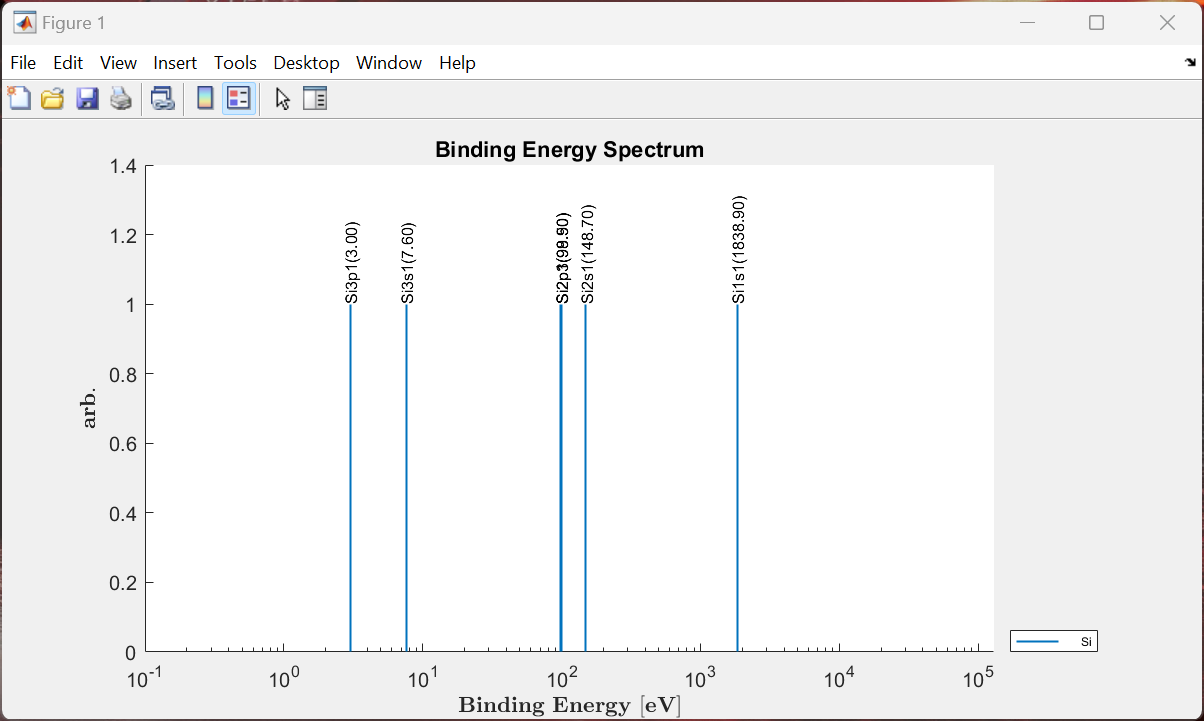 Figure 1
File Edit View Insert Tools Desktop Window Help
Binding Energy Spectrum
1.4
1.2
1
0.8
0.6
0.4
0.2
0
arb.
Si3p1(3.00)
Si3s1(7.60)
Si2s1(148.70)
Si1s1(1838.90)
10-1 100 101 102 103 104 105
Binding Energy [eV]
Si